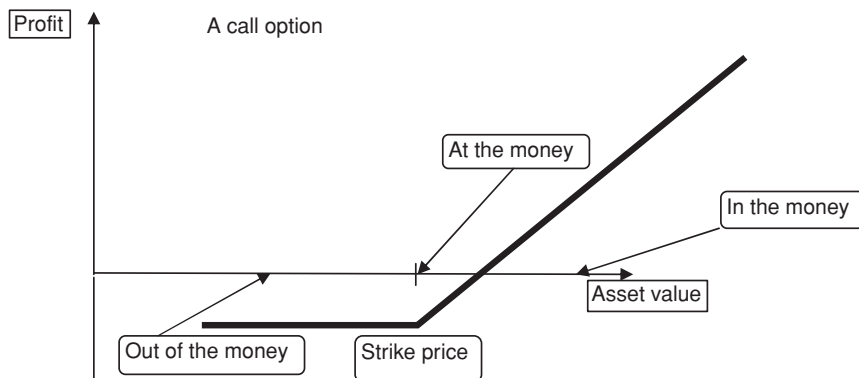 Profit
A call option
At the money
In the money
Asset value
Out of the money
Strike price